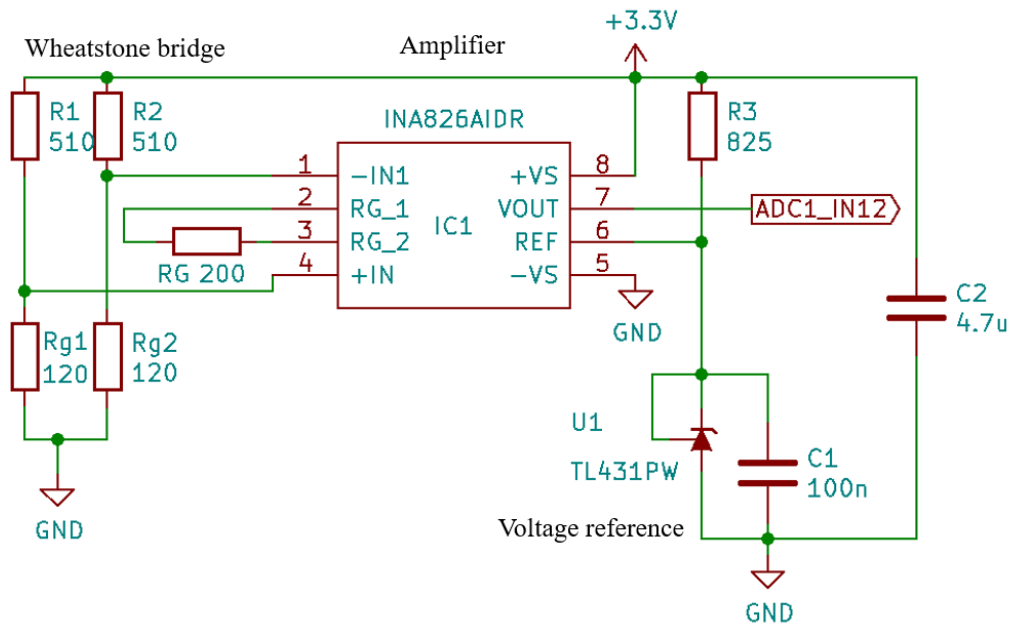 +3.3V
Wheatstone bridge
Amplifier
R1
510
R2
510
INA826AIDR
R3
825
1
-IN1
+VS
8
2
RG_1
VOUT
7
ADC1_IN12
3
RG_2
IC1
REF
6
RG 200
4
+IN
-VS
5
GND
C2
4.7u
Rg1
120
Rg2
120
U1
TL431PW
C1
100n
GND
Voltage reference
GND